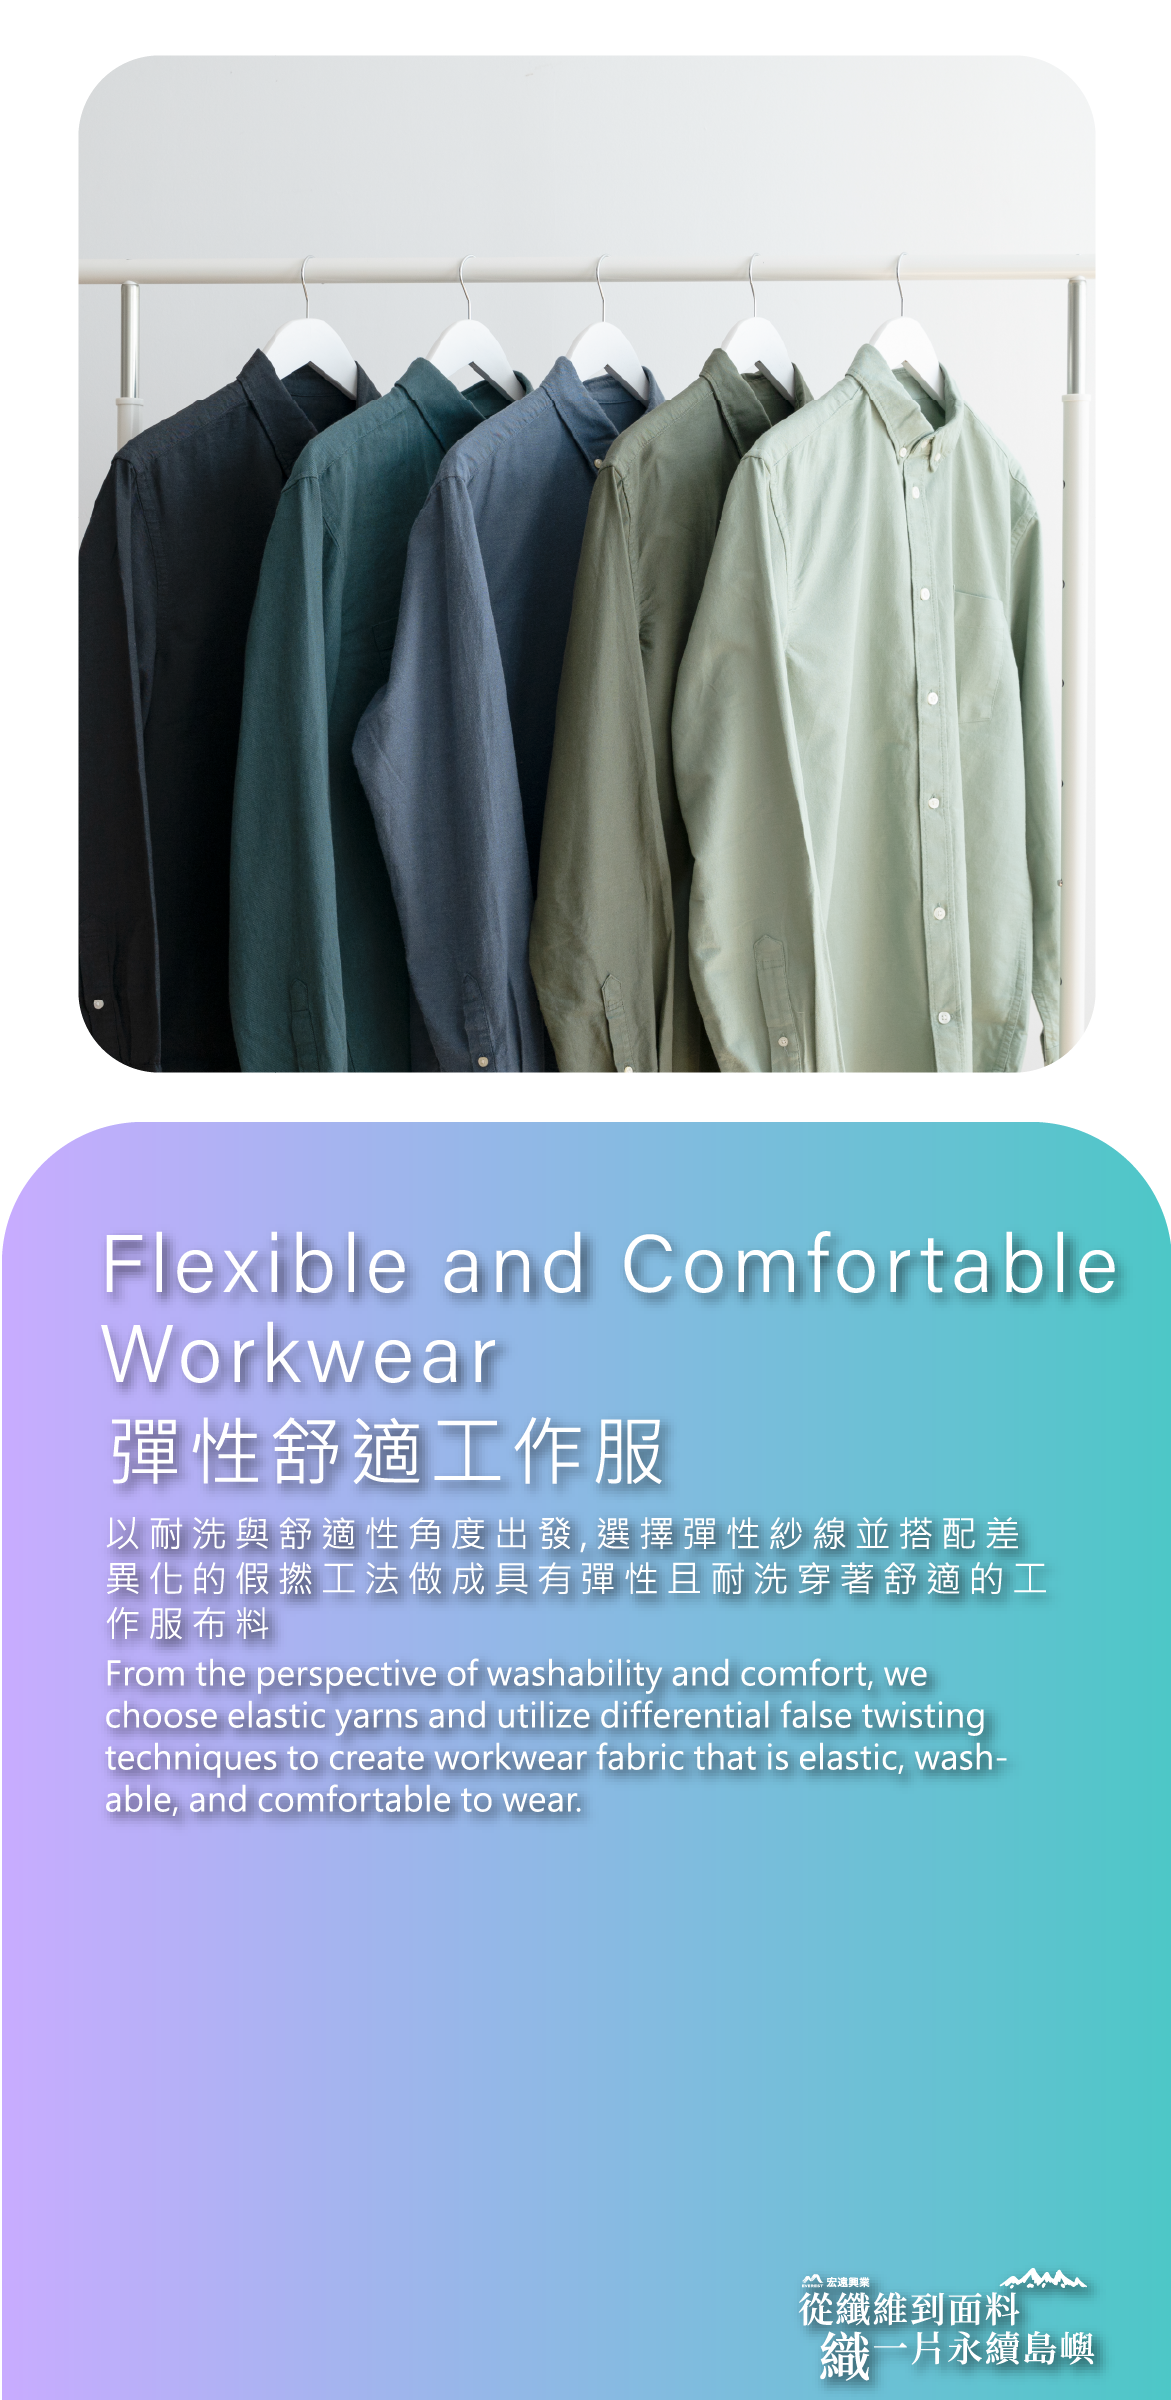 Flexible and Comfortable
Workwear
彈性舒適工作服
以耐洗與舒適性角度出發,選擇彈性紗線並搭配差
異化的假撚工法做成具有彈性且耐洗穿著舒適的工
作服布料
From the perspective of washability and comfort, we
choose elastic yarns and utilize differential false twisting
techniques to create workwear fabric that is elastic, wash-
able, and comfortable to wear.
EVEREST 宏遠興業
從纖維到面料
織一片永續島嶼